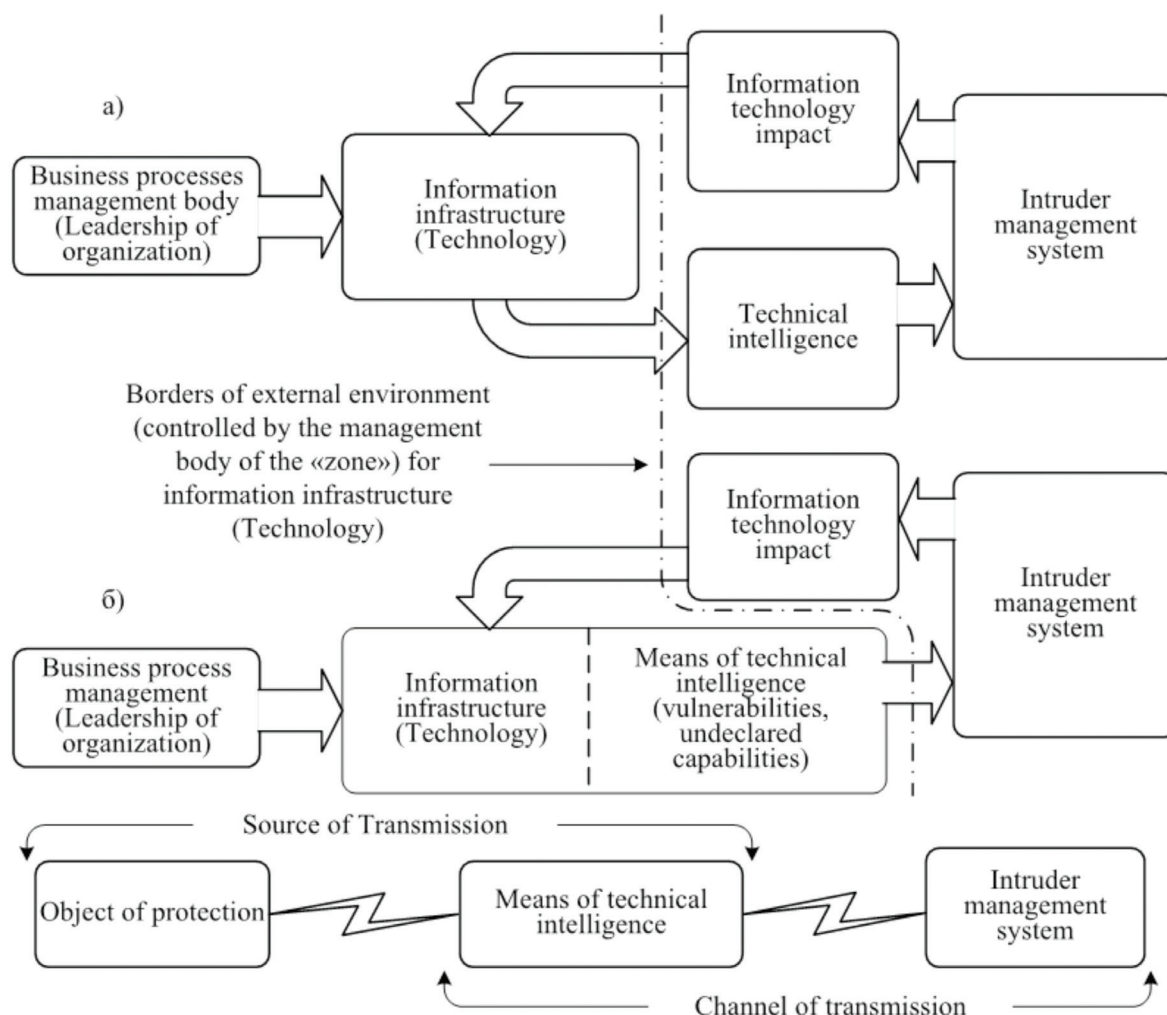 а)
Business processes
management body
(Leadership of
organization)
Information
infrastructure
(Technology)
Information
technology
impact
Intruder
management
system
Technical
intelligence
Borders of external environment
(controlled by the management
body of the «zone») for
information infrastructure
(Technology)
б)
Business process
management
(Leadership of
organization)
Information
infrastructure
(Technology)
Means of technical
intelligence
(vulnerabilities,
undeclared
capabilities)
Information
technology
impact
Intruder
management
system
Source of Transmission
Object of protection
Means of technical
intelligence
Intruder
management
system
Channel of transmission